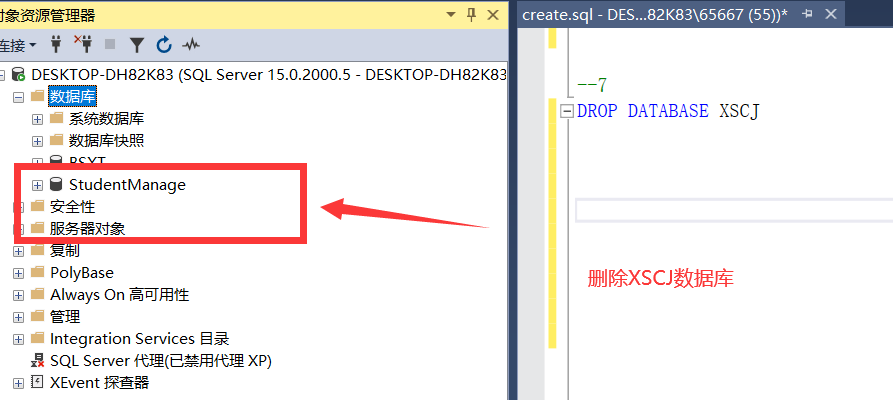 对象资源管理器
连接
DESKTOP-DH82K83 (SQL Server 15.0.2000.5 - DESKTOP-DH82K83
数据库
系统数据库
数据库快照
BSXT
StudentManage
安全性
服务器对象
复制
PolyBase
Always On 高可用性
管理
Integration Services 目录
SQL Server 代理(已禁用代理 XP)
XEvent 探查器
create.sql - DES...82K83\65667 (55))*
--7
DROP DATABASE XSCJ
删除XSCJ数据库